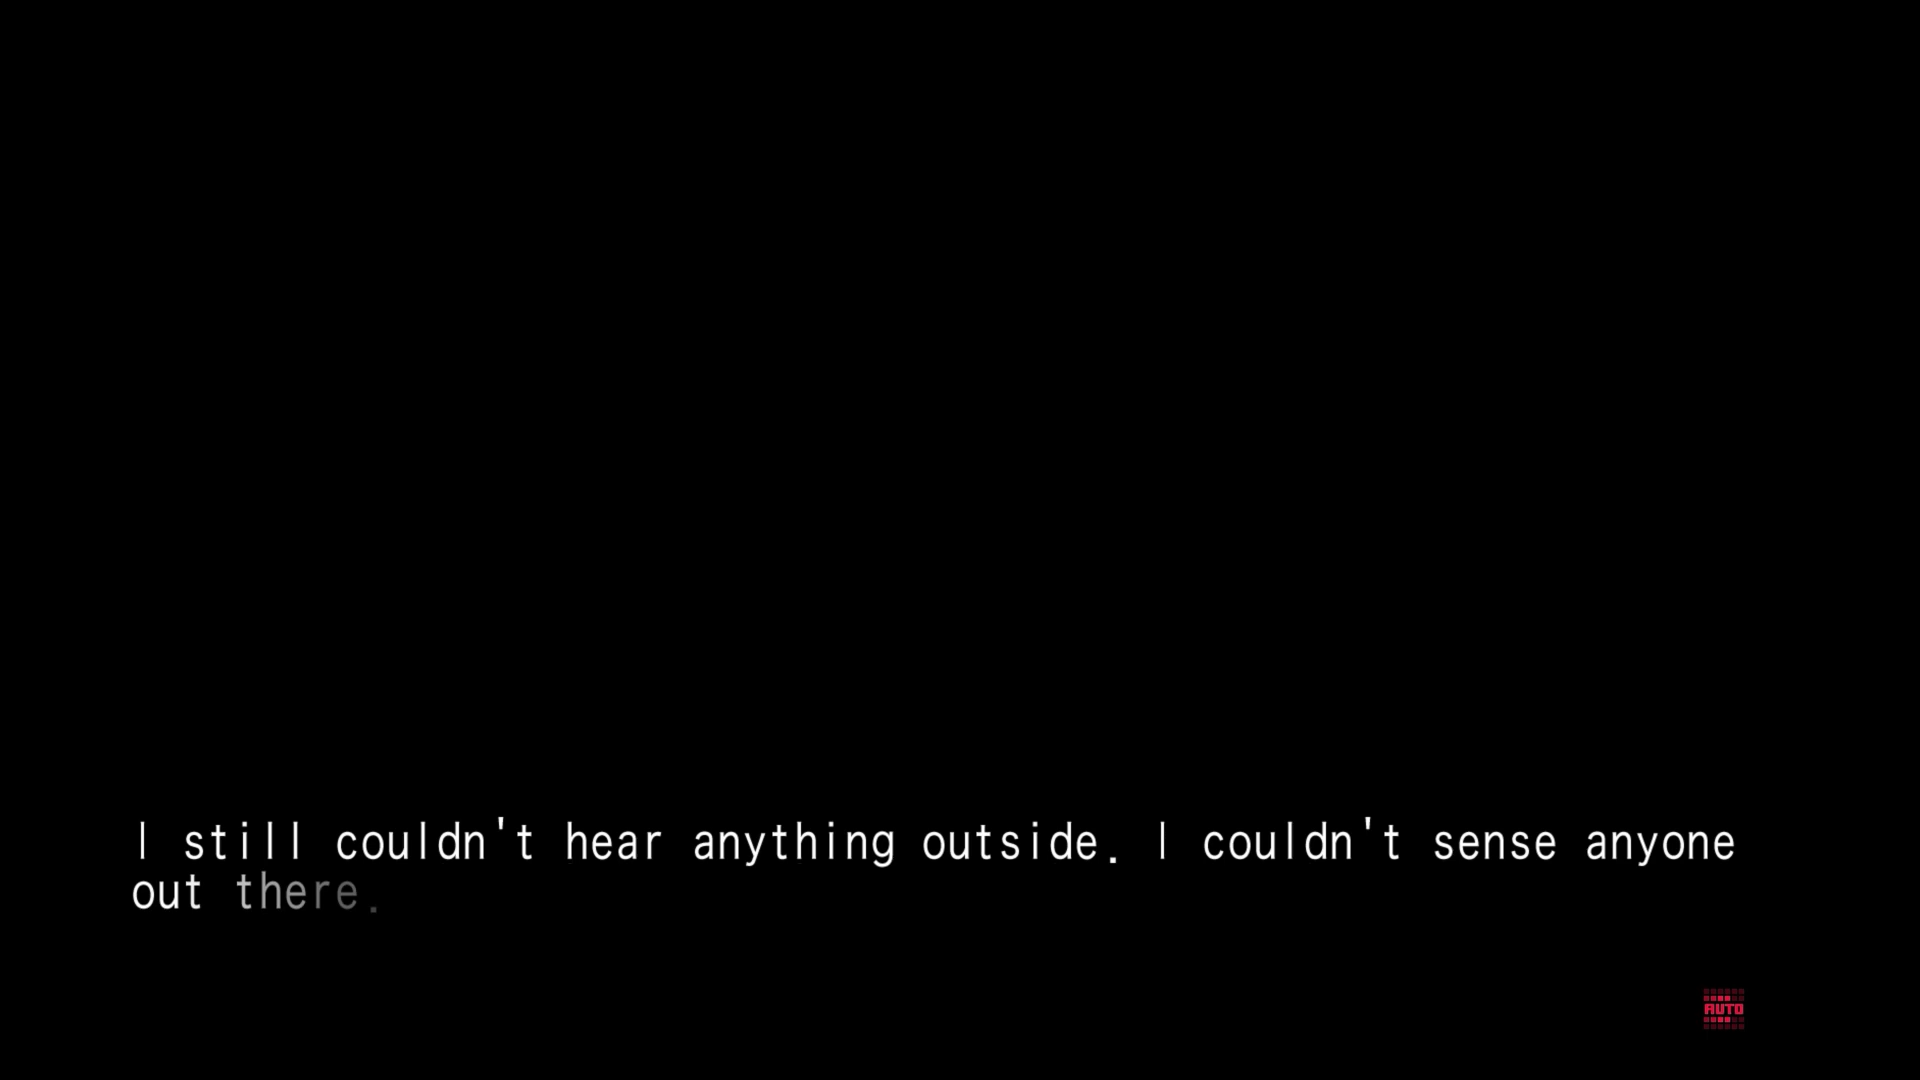 I still couldn't hear anything outside. I couldn't sense anyone
out there.
AUTO